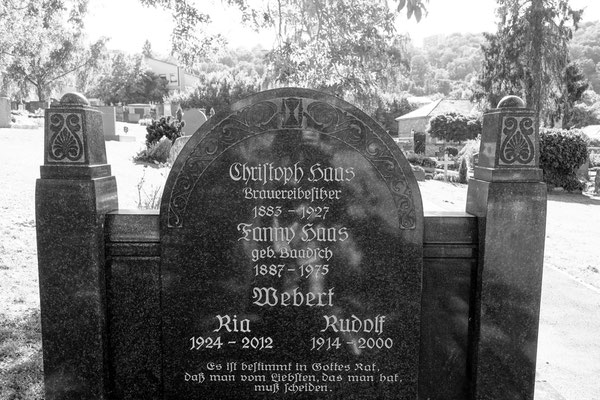 Christoph Haas
Brauereibesitzer
1883 – 1927
Fanny Haas
geb. Baadsch
1887 – 1975
Webert
Ria Rudolf
1924 – 2012 1914 – 2000
Es ist bestimmt in Gottes Rat,
daß man vom Liebsten, das man hat,
muß scheiden.